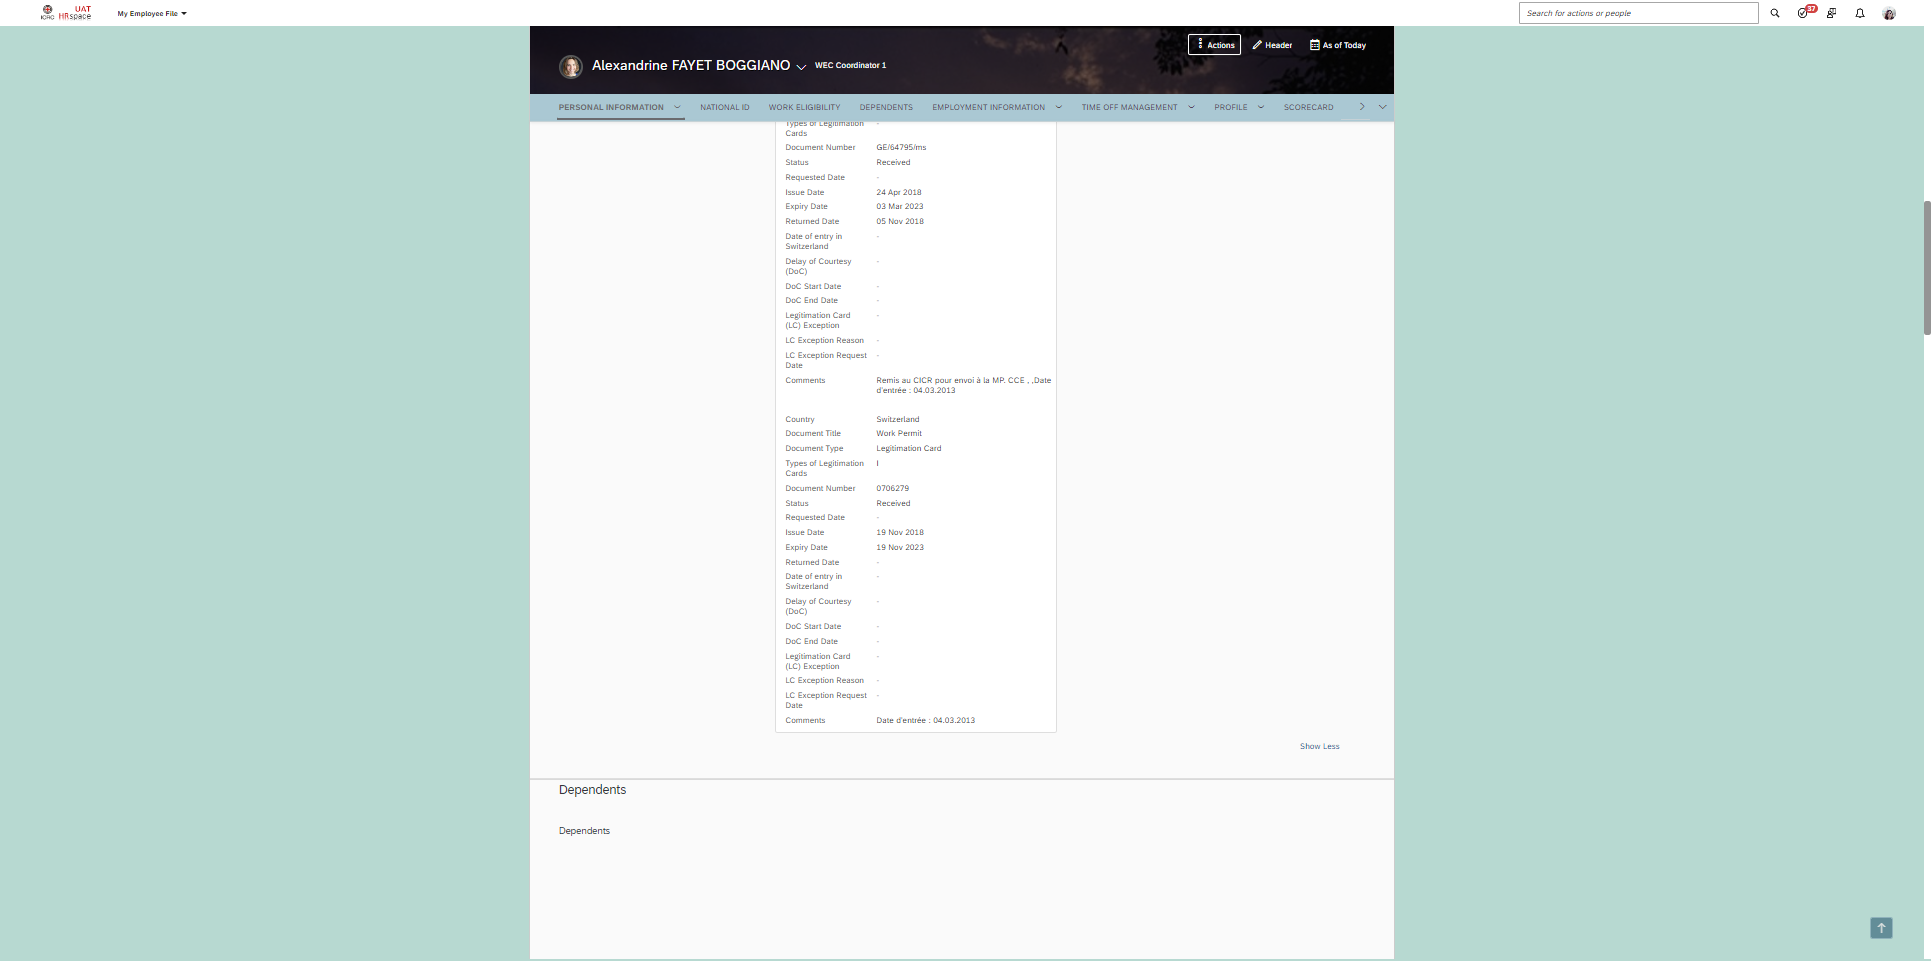 ICRC UAT HRspace My Employee File
Search for actions or people
37
Actions Header As of Today
Alexandrine FAYET BOGGIANO WEC Coordinator 1
PERSONAL INFORMATION NATIONAL ID WORK ELIGIBILITY DEPENDENTS EMPLOYMENT INFORMATION TIME OFF MANAGEMENT PROFILE SCORECARD
Types of Legitimation -
Cards
Document Number GE/64795/ms
Status Received
Requested Date -
Issue Date 24 Apr 2018
Expiry Date 03 Mar 2023
Returned Date 05 Nov 2018
Date of entry in -
Switzerland
Delay of Courtesy -
(DoC)
DoC Start Date -
DoC End Date -
Legitimation Card -
(LC) Exception
LC Exception Reason -
LC Exception Request -
Date
Comments Remis au CICR pour envoi à la MP. CCE , ,Date
d'entrée : 04.03.2013
Country Switzerland
Document Title Work Permit
Document Type Legitimation Card
Types of Legitimation I
Cards
Document Number 0706279
Status Received
Requested Date -
Issue Date 19 Nov 2018
Expiry Date 19 Nov 2023
Returned Date -
Date of entry in -
Switzerland
Delay of Courtesy -
(DoC)
DoC Start Date -
DoC End Date -
Legitimation Card -
(LC) Exception
LC Exception Reason -
LC Exception Request -
Date
Comments Date d'entrée : 04.03.2013
Show Less
Dependents
Dependents